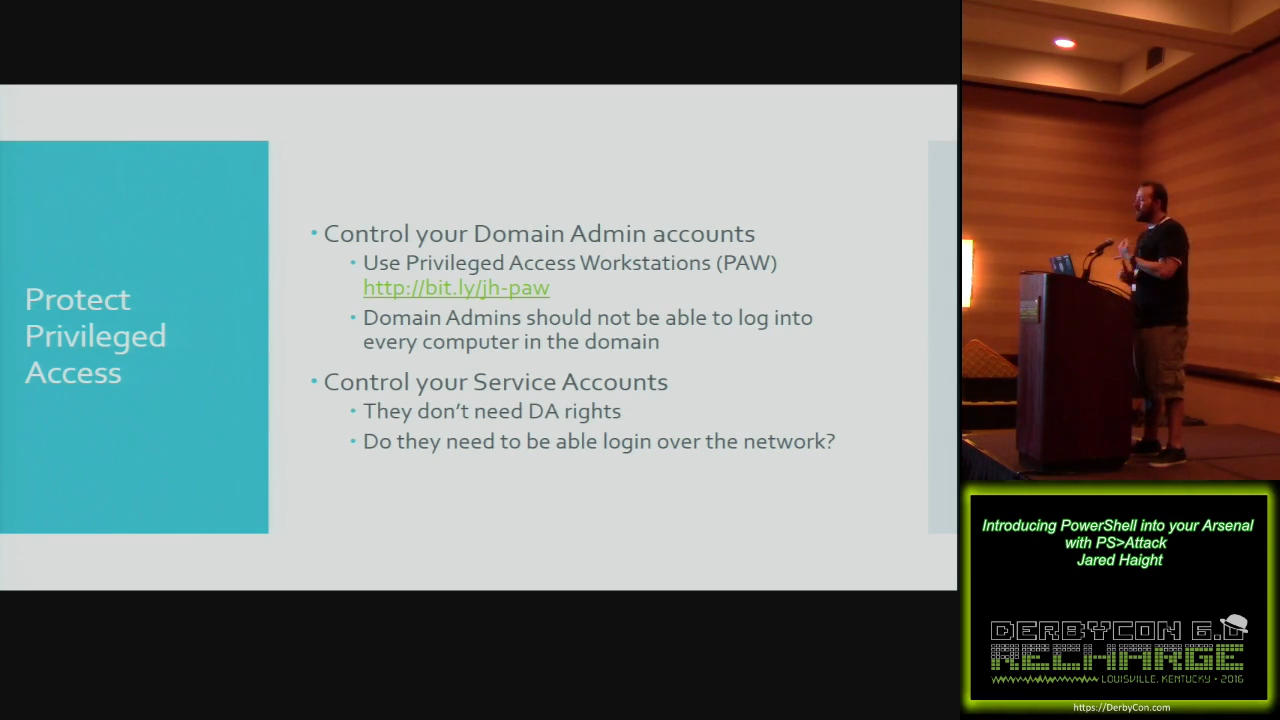 Protect
Privileged
Access
• Control your Domain Admin accounts
• Use Privileged Access Workstations (PAW)
http://bit.ly/jh-paw
• Domain Admins should not be able to log into
every computer in the domain
• Control your Service Accounts
• They don't need DA rights
• Do they need to be able login over the network?
Introducing PowerShell into your Arsenal
with PS>Attack
Jared Haight
DERBYCON 6.0
RECHARGE
LOUISVILLE, KENTUCKY • 2016
https://DerbyCon.com